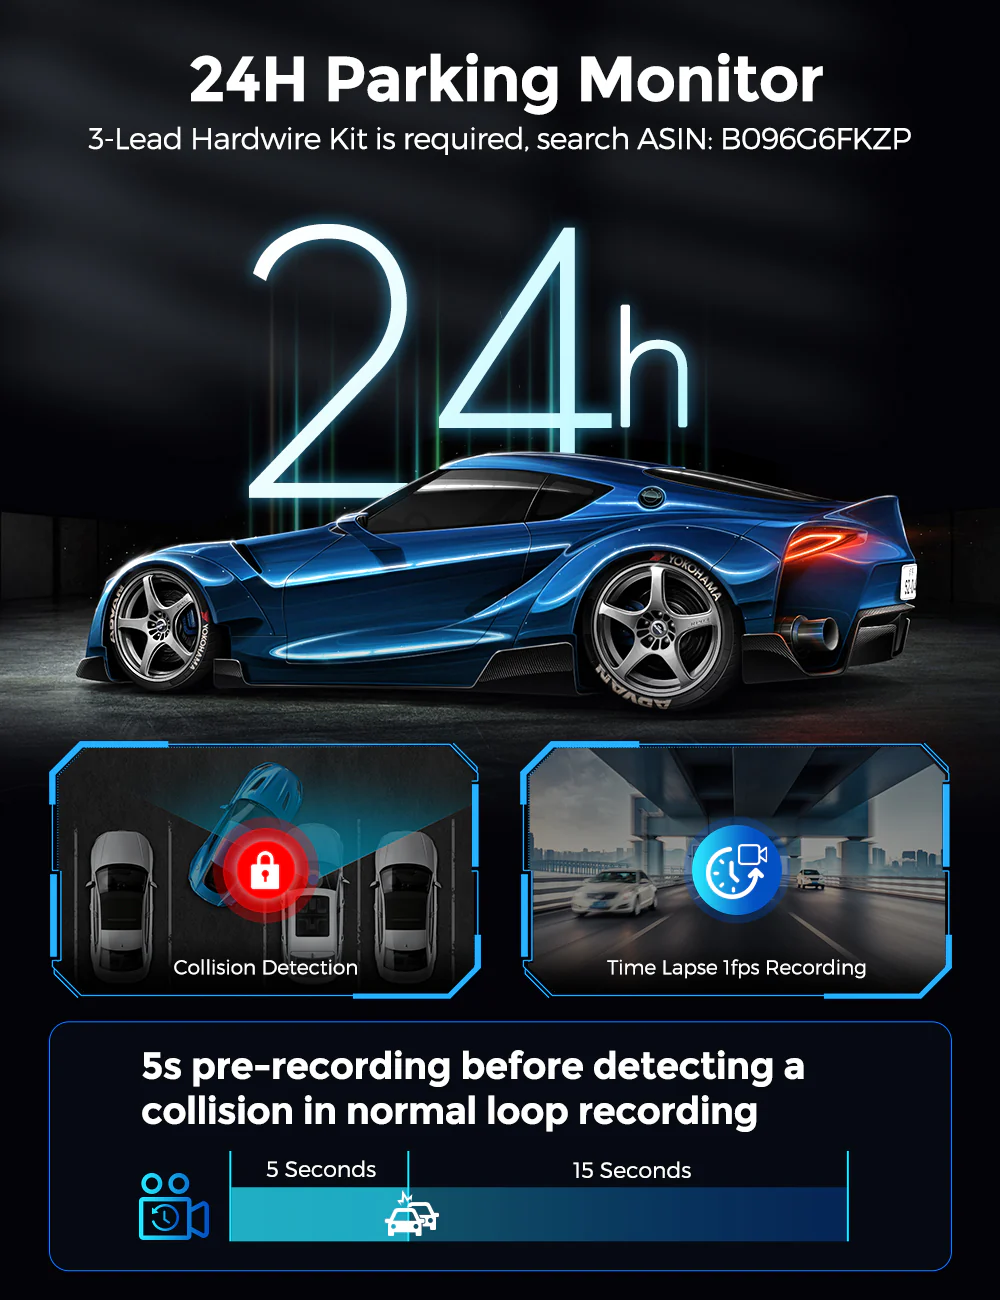 24H Parking Monitor
3-Lead Hardwire Kit is required, search ASIN: B096G6FKZP
24h
YOKOHAMA
YOKOHAMA
ADVAN
Collision Detection
Time Lapse 1fps Recording
5s pre-recording before detecting a
collision in normal loop recording
5 Seconds
15 Seconds